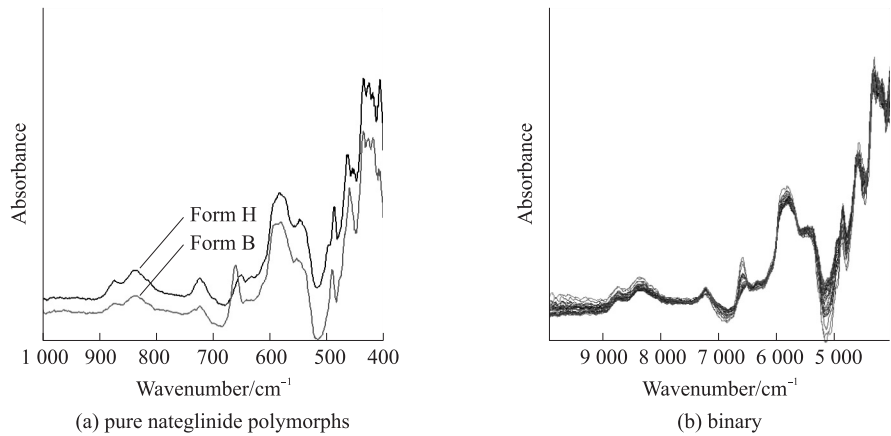 Absorbance
Form H
Form B
1 000 900 800 700 600 500 400
Wavenumber/cm⁻¹
(a) pure nateglinide polymorphs
Absorbance
9 000 8 000 7 000 6 000 5 000
Wavenumber/cm⁻¹
(b) binary